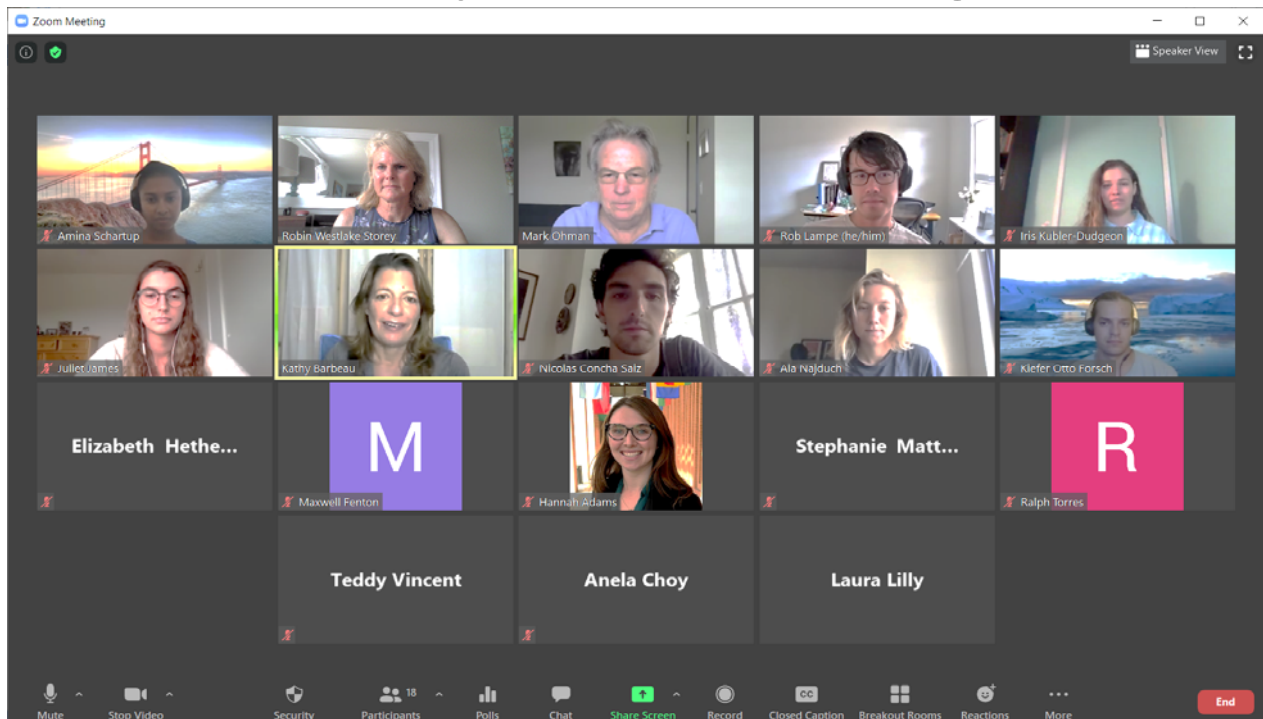 Zoom Meeting
Speaker View
Amina Schartup
Robin Westlake Storey
Mark Ohman
Rob Lampe (he/him)
Iris Kubler-Dudgeon
Juliet James
Kathy Barbeau
Nicolas Concha Saiz
Ala Najduch
Kiefer Otto Forsch
Elizabeth Hethe...
M
Maxwell Fenton
Hannah Adams
Stephanie Matt...
R
Ralph Torres
Teddy Vincent
Anela Choy
Laura Lilly
18
CC
Mute
Stop Video
Security
Participants
Polls
Chat
Share Screen
Record
Closed Caption
Breakout Rooms
Reactions
More
End